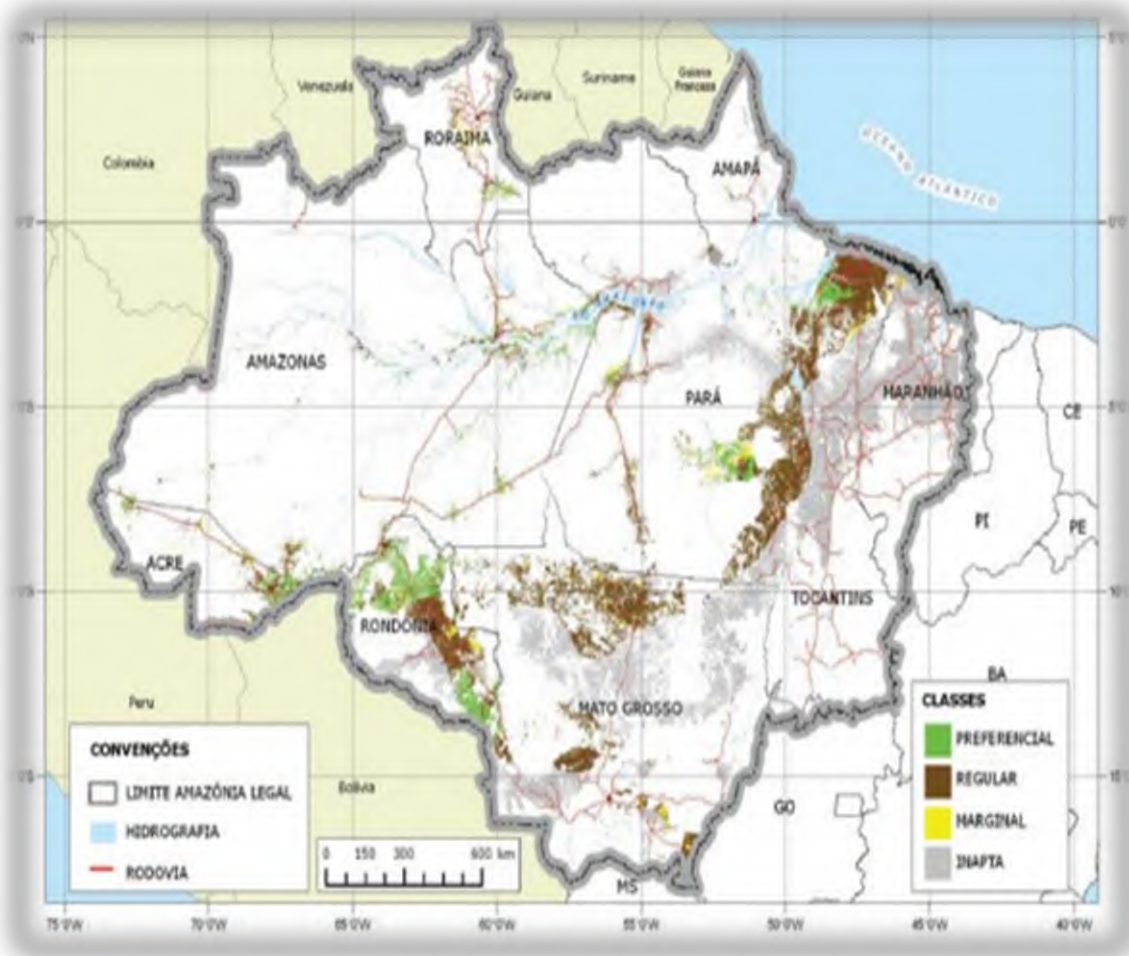 Venezuela
Guiana
Suriname
Guiana
Francesa
Colombia
RORAIMA
AMAPÁ
OCEANO ATLÂNTICO
AMAZONAS
PARÁ
MARANHÃO
CE
PI
PE
ACRE
RONDÔNIA
TOCANTINS
MATO GROSSO
BA
Peru
Bolívia
GO
MS
CONVENÇÕES
LIMITE AMAZÔNIA LEGAL
HIDROGRAFIA
RODOVIA
0 150 300 600 km
CLASSES
PREFERENCIAL
REGULAR
MARGINAL
INAPTA
75°0'W 70°0'W 65°0'W 60°0'W 55°0'W 50°0'W 45°0'W 40°0'W